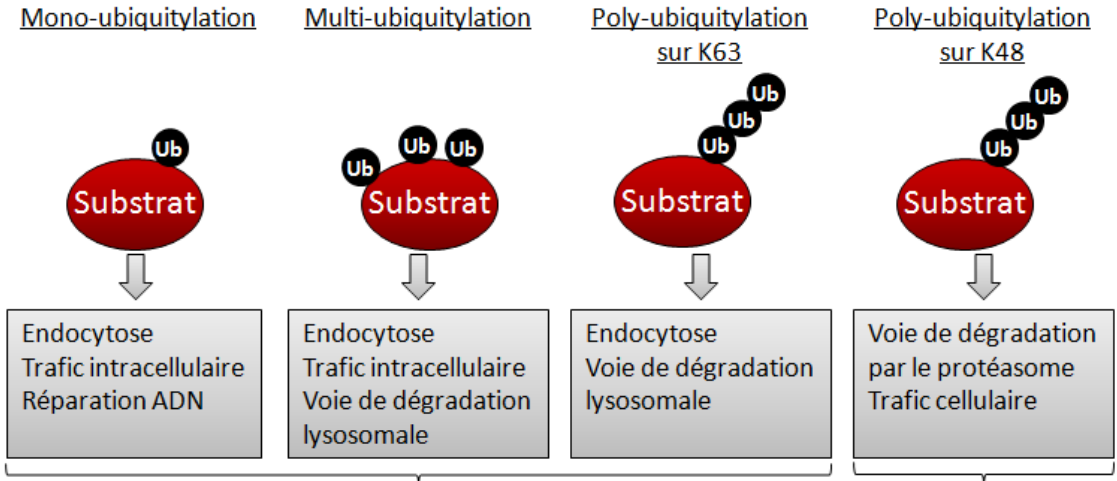 Mono-ubiquitylation
Multi-ubiquitylation
Poly-ubiquitylation
sur K63
Poly-ubiquitylation
sur K48
Ub
Substrat
Ub
Ub
Ub
Substrat
Ub
Ub
Ub
Substrat
Ub
Ub
Ub
Substrat
Endocytose
Trafic intracellulaire
Réparation ADN
Endocytose
Trafic intracellulaire
Voie de dégradation
lysosomale
Endocytose
Voie de dégradation
lysosomale
Voie de dégradation
par le protéasome
Trafic cellulaire